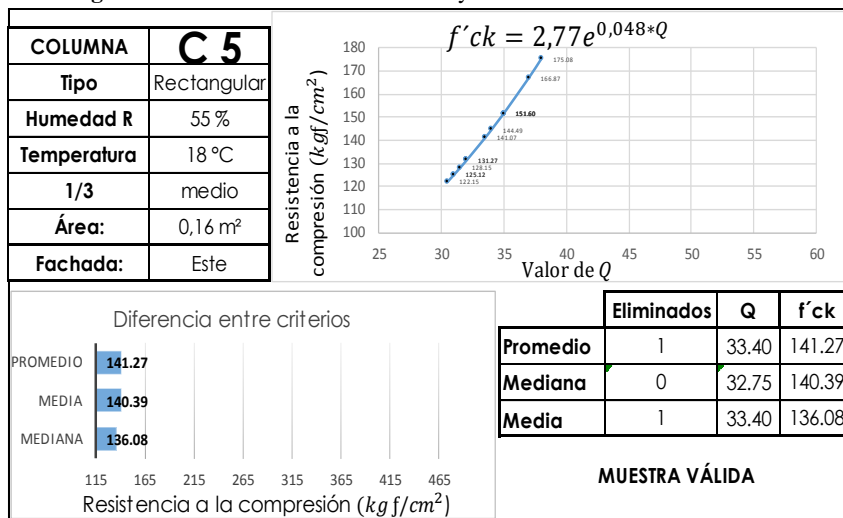 COLUMNA C 5
Tipo Rectangular
Humedad R 55 %
Temperatura 18 °C
1/3 medio
Área: 0,16 m²
Fachada: Este
f´ck = 2,77e^{0,048*Q}
Resistencia a la
compresión (kgf/cm²)
180
170
160
150
140
130
120
110
100
175.08
166.87
151.60
144.49
141.07
131.27
128.15
125.12
122.15
25 30 35 40 45 50 55 60
Valor de Q
Diferencia entre criterios
PROMEDIO 141.27
MEDIA 140.39
MEDIANA 136.08
115 165 215 265 315 365 415 465
Resistencia a la compresión (kg f/cm²)
Eliminados Q f´ck
Promedio 1 33.40 141.27
Mediana 0 32.75 140.39
Media 1 33.40 136.08
MUESTRA VÁLIDA